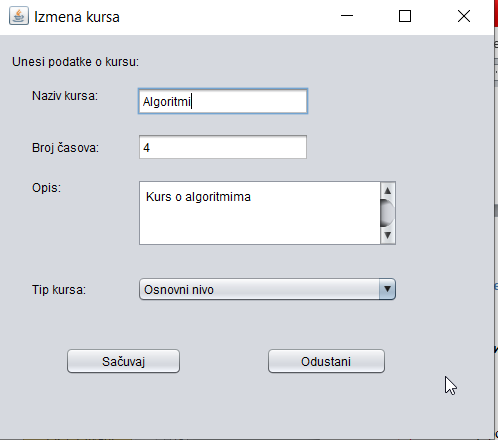 Izmena kursa
Unesi podatke o kursu:
Naziv kursa: Algoritmi
Broj časova: 4
Opis: Kurs o algoritmima
Tip kursa: Osnovni nivo
Sačuvaj Odustani